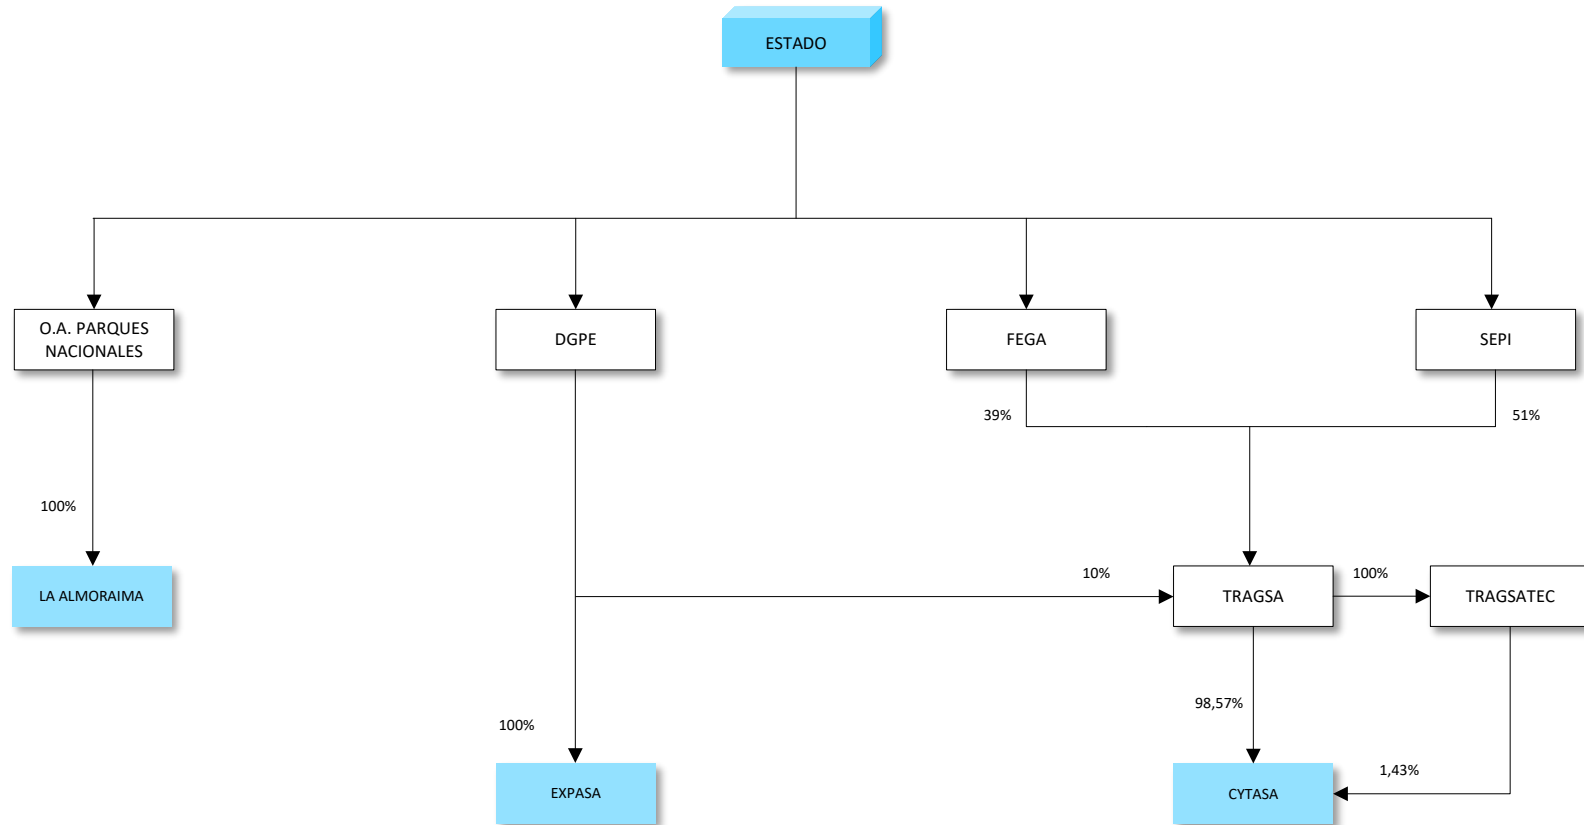 ESTADO
O.A. PARQUES
NACIONALES
DGPE
FEGA
SEPI
39%
51%
100%
LA ALMORAIMA
10%
TRAGSA
100%
TRAGSATEC
98,57%
100%
EXPASA
CYTASA
1,43%